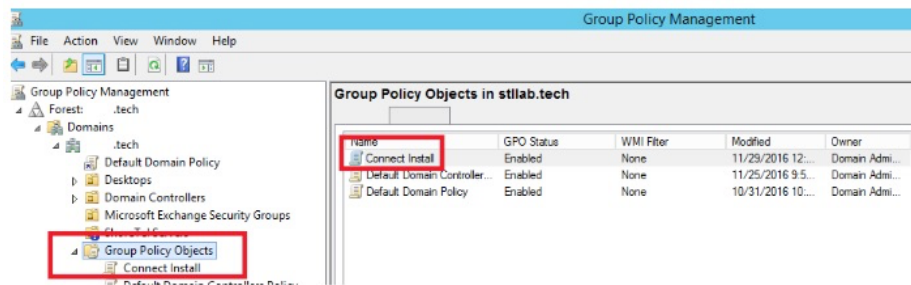 Group Policy Management
File Action View Window Help
Group Policy Management
Forest: .tech
Domains
.tech
Default Domain Policy
Desktops
Domain Controllers
Microsoft Exchange Security Groups
Group Policy Objects
Connect Install
Default Domain Controllers Policy
Group Policy Objects in stllab.tech
Name GPO Status WMI Filter Modified Owner
Connect Install Enabled None 11/29/2016 12:... Domain Admi...
Default Domain Controller... Enabled None 11/25/2016 9:5... Domain Admi...
Default Domain Policy Enabled None 10/31/2016 10:... Domain Admi...